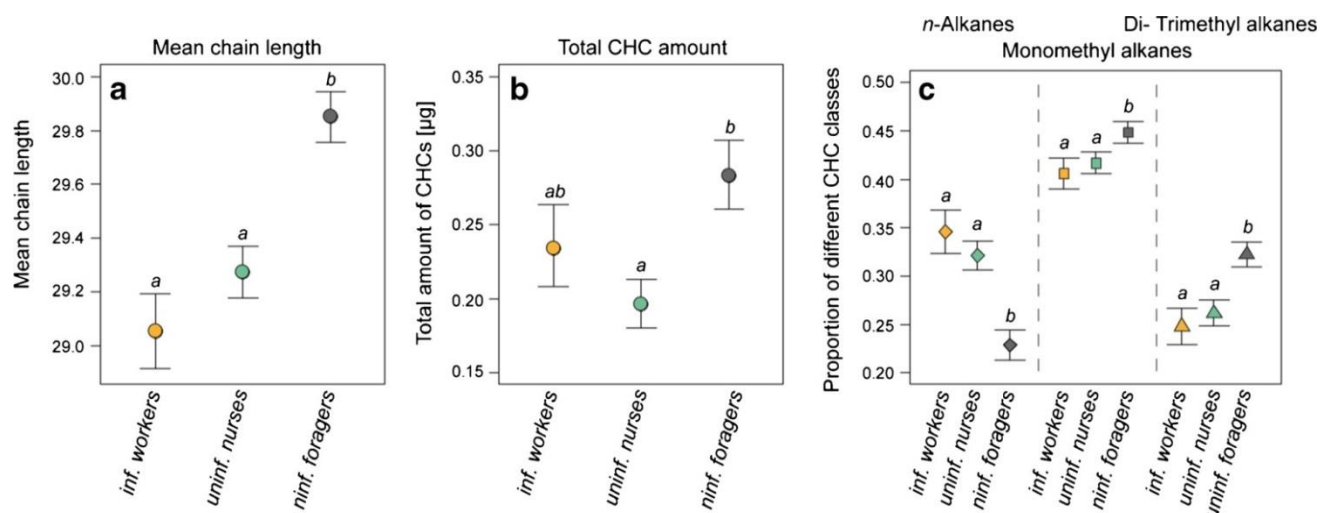 Mean chain length
a
Mean chain length
30.0
29.8
29.6
29.4
29.2
29.0
a
a
b
inf. workers
uninf. nurses
ninf. foragers
Total CHC amount
b
Total amount of CHCs [µg]
0.35
0.30
0.25
0.20
0.15
ab
a
b
inf. workers
uninf. nurses
ninf. foragers
n-Alkanes
Di- Trimethyl alkanes
Monomethyl alkanes
c
Proportion of different CHC classes
0.50
0.45
0.40
0.35
0.30
0.25
0.20
a
a
b
a
a
b
a
a
b
inf. workers
uninf. nurses
ninf. foragers
inf. workers
uninf. nurses
ninf. foragers
inf. workers
uninf. nurses
uninf. foragers